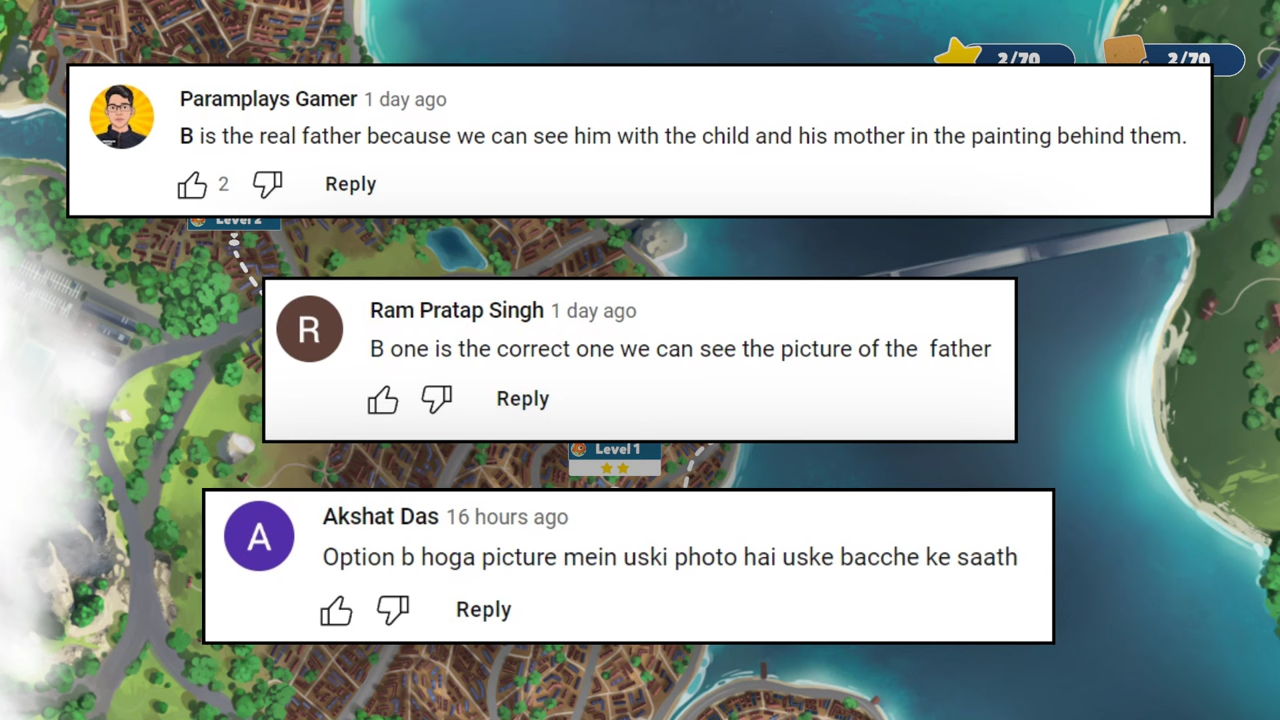 2/70
2/70
Paramplays Gamer 1 day ago
B is the real father because we can see him with the child and his mother in the painting behind them.
2
Reply
Level 2
R
Ram Pratap Singh 1 day ago
B one is the correct one we can see the picture of the father
Reply
Level 1
A
Akshat Das 16 hours ago
Option b hoga picture mein uski photo hai uske bacche ke saath
Reply